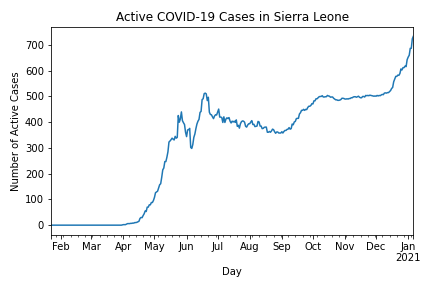 Active COVID-19 Cases in Sierra Leone
Number of Active Cases
700
600
500
400
300
200
100
0
Feb Mar Apr May Jun Jul Aug Sep Oct Nov Dec Jan
2021
Day